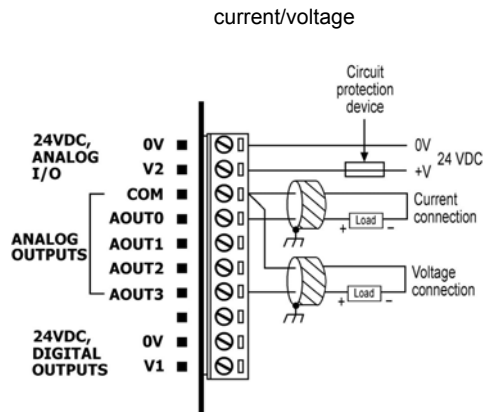 current/voltage
Circuit
protection
device
24VDC,
ANALOG
I/O
0V
V2
0V
24 VDC
+V
COM
AOUT0
AOUT1
AOUT2
AOUT3
ANALOG
OUTPUTS
Current
connection
+ Load −
Voltage
connection
+ Load −
24VDC,
DIGITAL
OUTPUTS
0V
V1